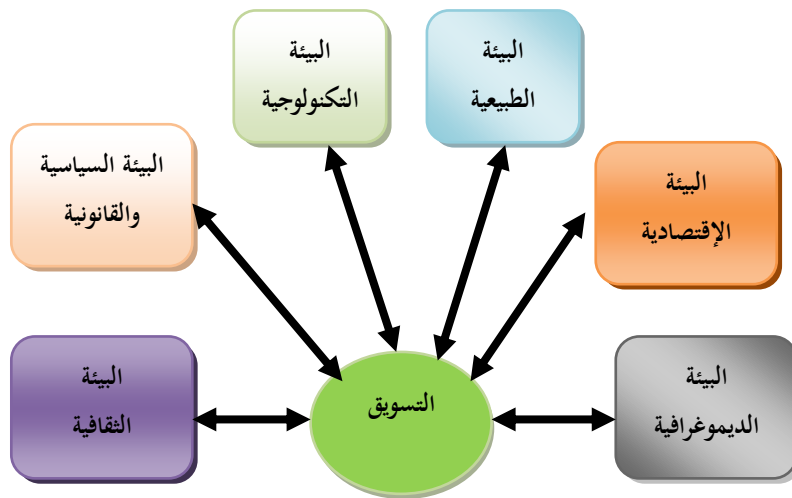 البيئة
التكنولوجية
البيئة
الطبيعية
البيئة السياسية
والقانونية
البيئة
الإقتصادية
البيئة
الثقافية
التسويق
البيئة
الديموغرافية